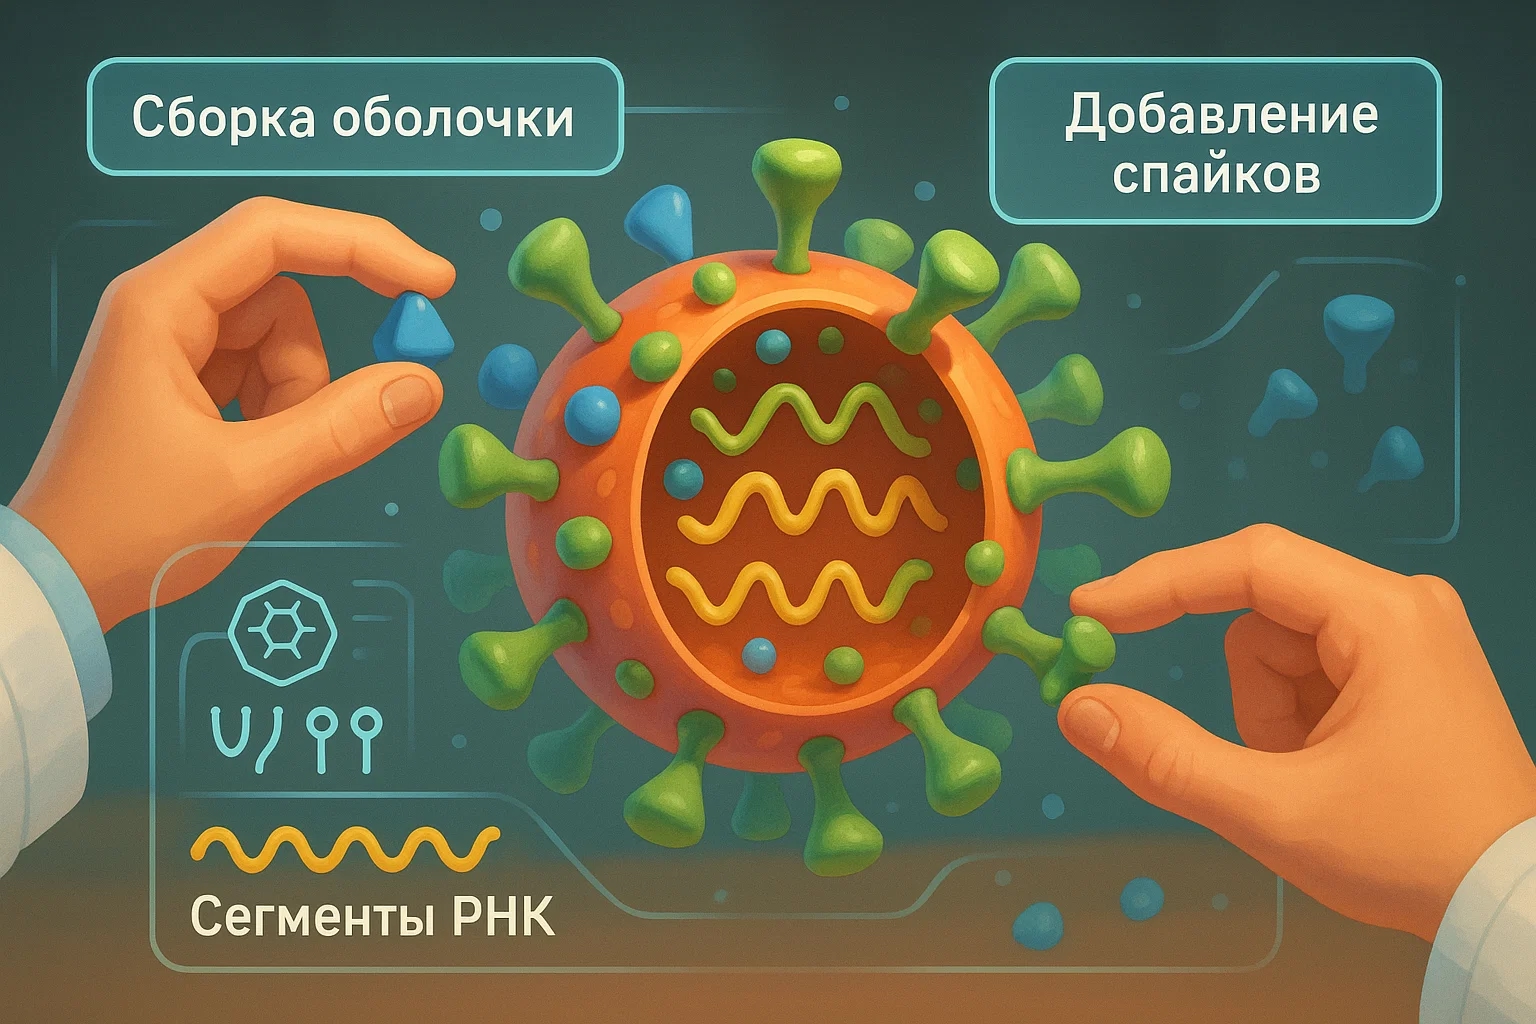 Сборка оболочки
Добавление
спайков
Сегменты РНК